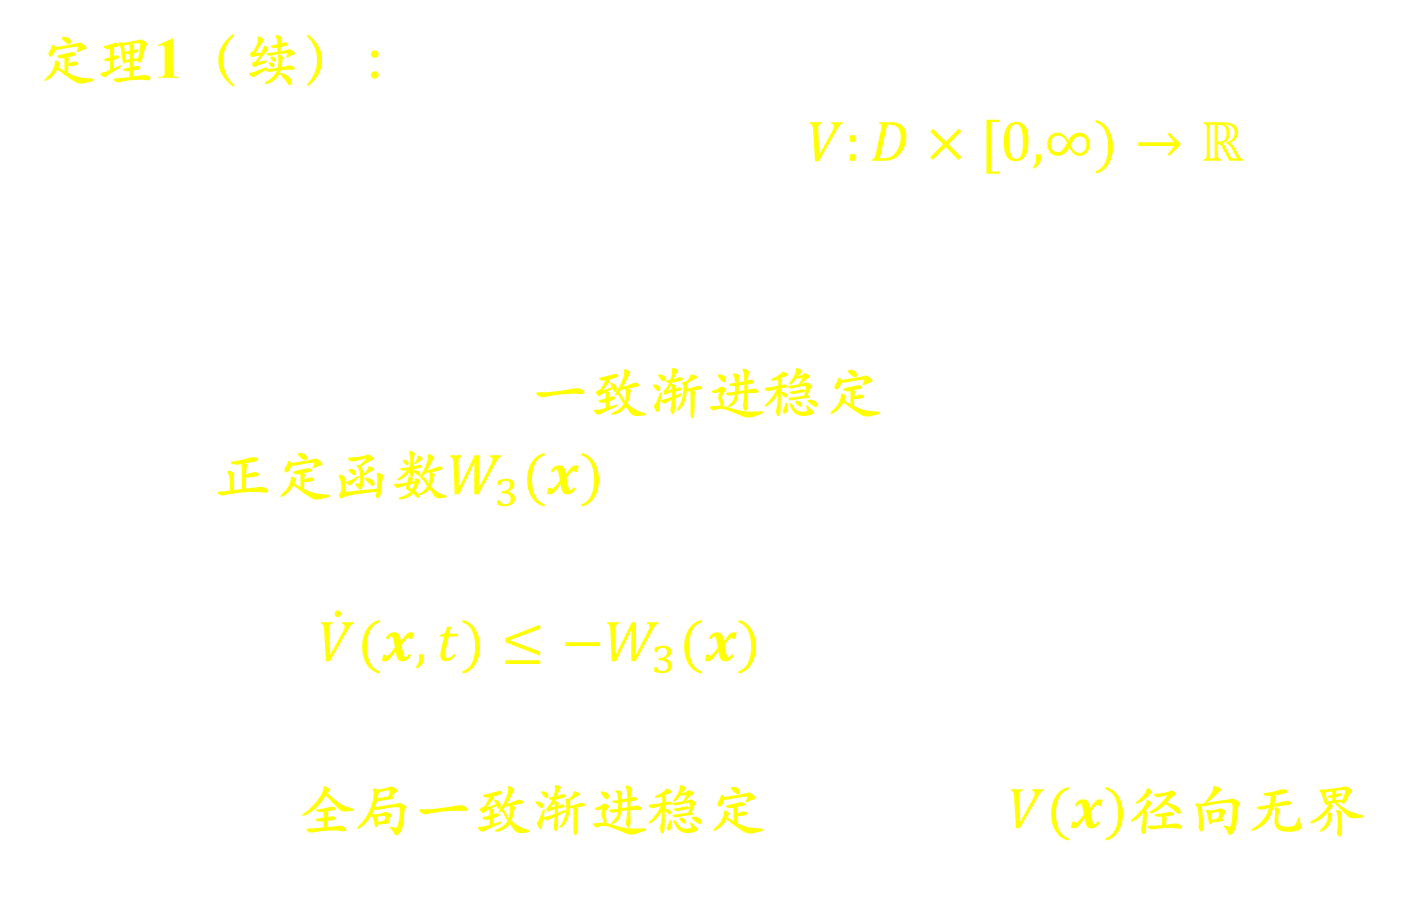 定理1（续）：
V: D × [0,∞) → ℝ
一致渐进稳定
正定函数W₃(x)
V̇(x, t) ≤ −W₃(x)
全局一致渐进稳定 V(x)径向无界